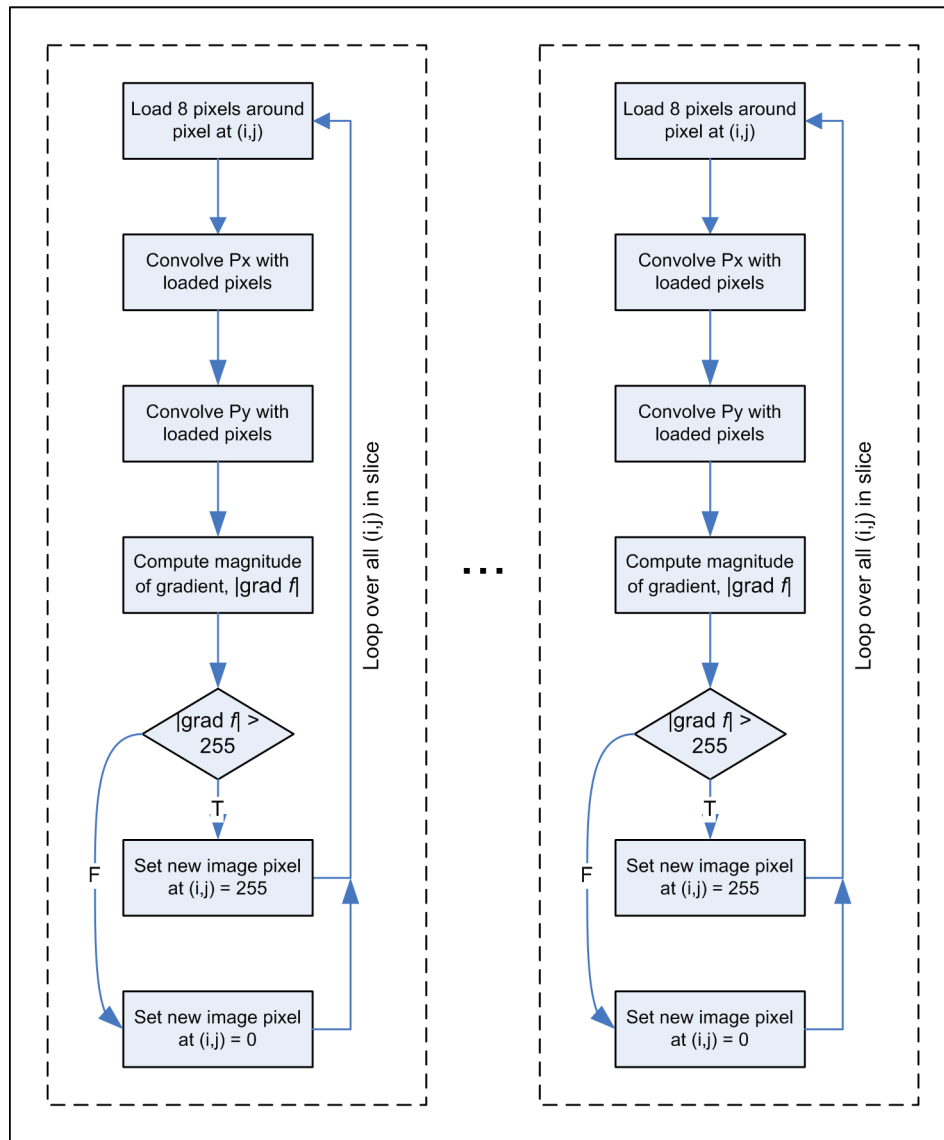 Load 8 pixels around
pixel at (i,j)
Convolve Px with
loaded pixels
Convolve Py with
loaded pixels
Compute magnitude
of gradient, |grad f|
|grad f| >
255
T
F
Set new image pixel
at (i,j) = 255
Set new image pixel
at (i,j) = 0
Loop over all (i,j) in slice
...
Load 8 pixels around
pixel at (i,j)
Convolve Px with
loaded pixels
Convolve Py with
loaded pixels
Compute magnitude
of gradient, |grad f|
|grad f| >
255
T
F
Set new image pixel
at (i,j) = 255
Set new image pixel
at (i,j) = 0
Loop over all (i,j) in slice